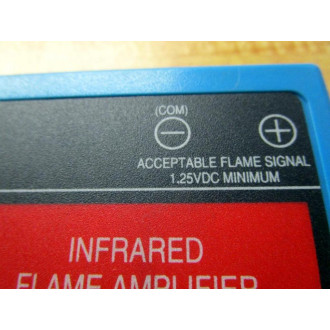 (COM)
ACCEPTABLE FLAME SIGNAL
1.25VDC MINIMUM
INFRARED
FLAME AMPLIFIER